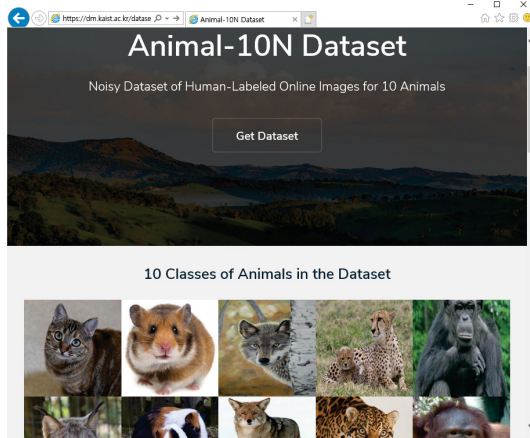 https://dm.kaist.ac.kr/datase
Animal-10N Dataset
Animal-10N Dataset
Noisy Dataset of Human-Labeled Online Images for 10 Animals
Get Dataset
10 Classes of Animals in the Dataset